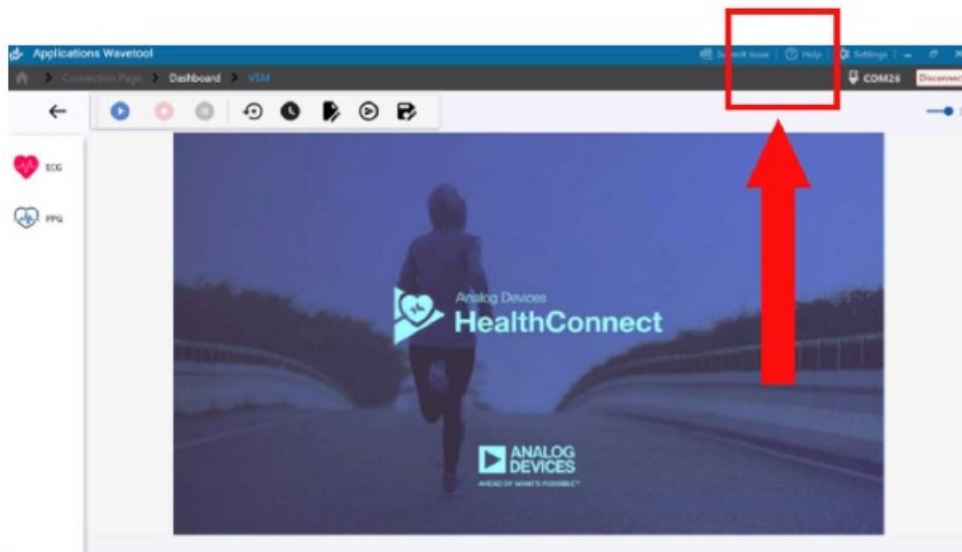 Applications Wavetool
Submit Issue | Help | Settings
Connection Page > Dashboard > VSM
COM26
Disconnect
ECG
PPG
Analog Devices
HealthConnect
ANALOG
DEVICES
AHEAD OF WHAT'S POSSIBLE™